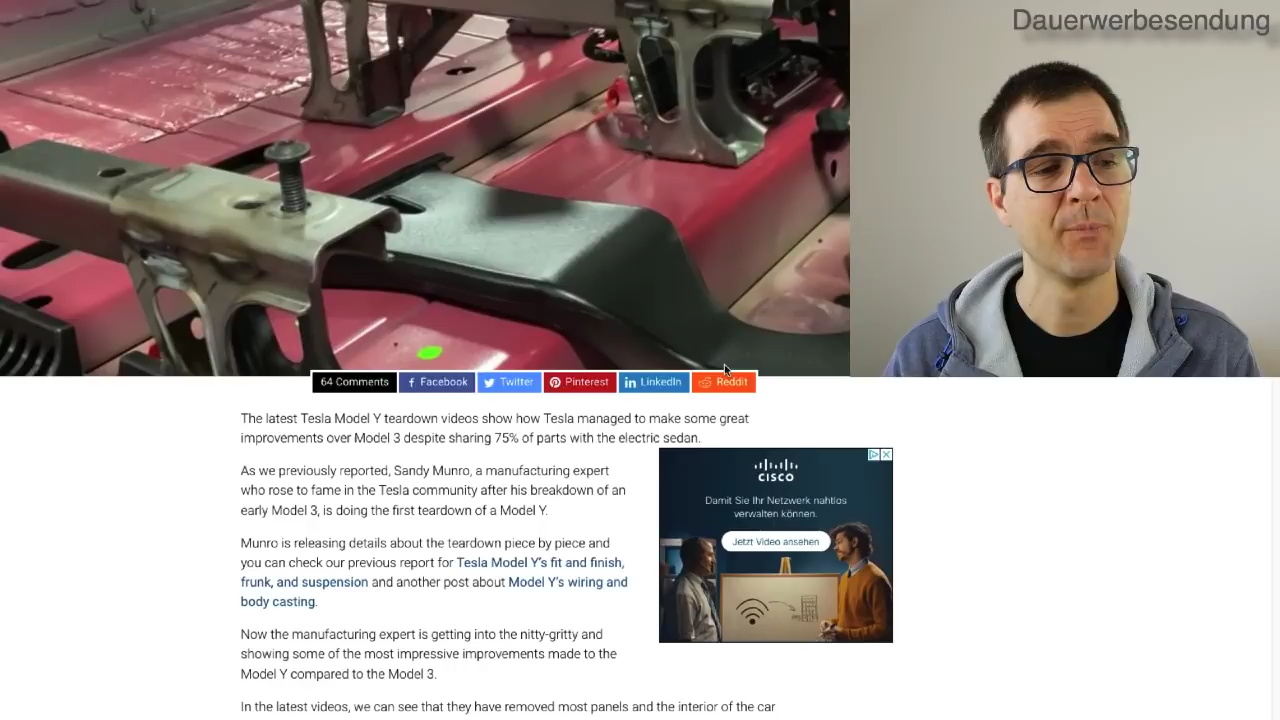 Dauerwerbesendung
64 Comments
Facebook
Twitter
Pinterest
LinkedIn
Reddit
The latest Tesla Model Y teardown videos show how Tesla managed to make some great
improvements over Model 3 despite sharing 75% of parts with the electric sedan.
As we previously reported, Sandy Munro, a manufacturing expert
who rose to fame in the Tesla community after his breakdown of an
early Model 3, is doing the first teardown of a Model Y.
Munro is releasing details about the teardown piece by piece and
you can check our previous report for Tesla Model Y's fit and finish,
frunk, and suspension and another post about Model Y's wiring and
body casting.
Now the manufacturing expert is getting into the nitty-gritty and
showing some of the most impressive improvements made to the
Model Y compared to the Model 3.
In the latest videos, we can see that they have removed most panels and the interior of the car
CISCO
Damit Sie Ihr Netzwerk nahtlos
verwalten können.
Jetzt Video ansehen